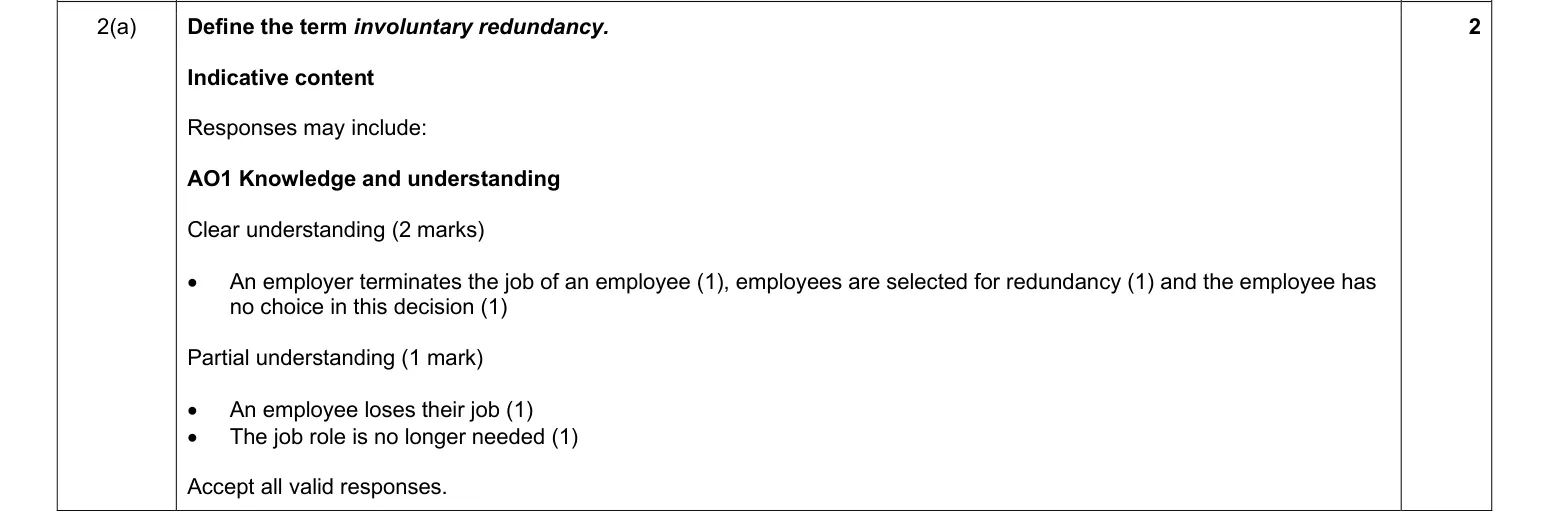 2(a) Define the term involuntary redundancy. 2
Indicative content
Responses may include:
AO1 Knowledge and understanding
Clear understanding (2 marks)
• An employer terminates the job of an employee (1), employees are selected for redundancy (1) and the employee has
no choice in this decision (1)
Partial understanding (1 mark)
• An employee loses their job (1)
• The job role is no longer needed (1)
Accept all valid responses.